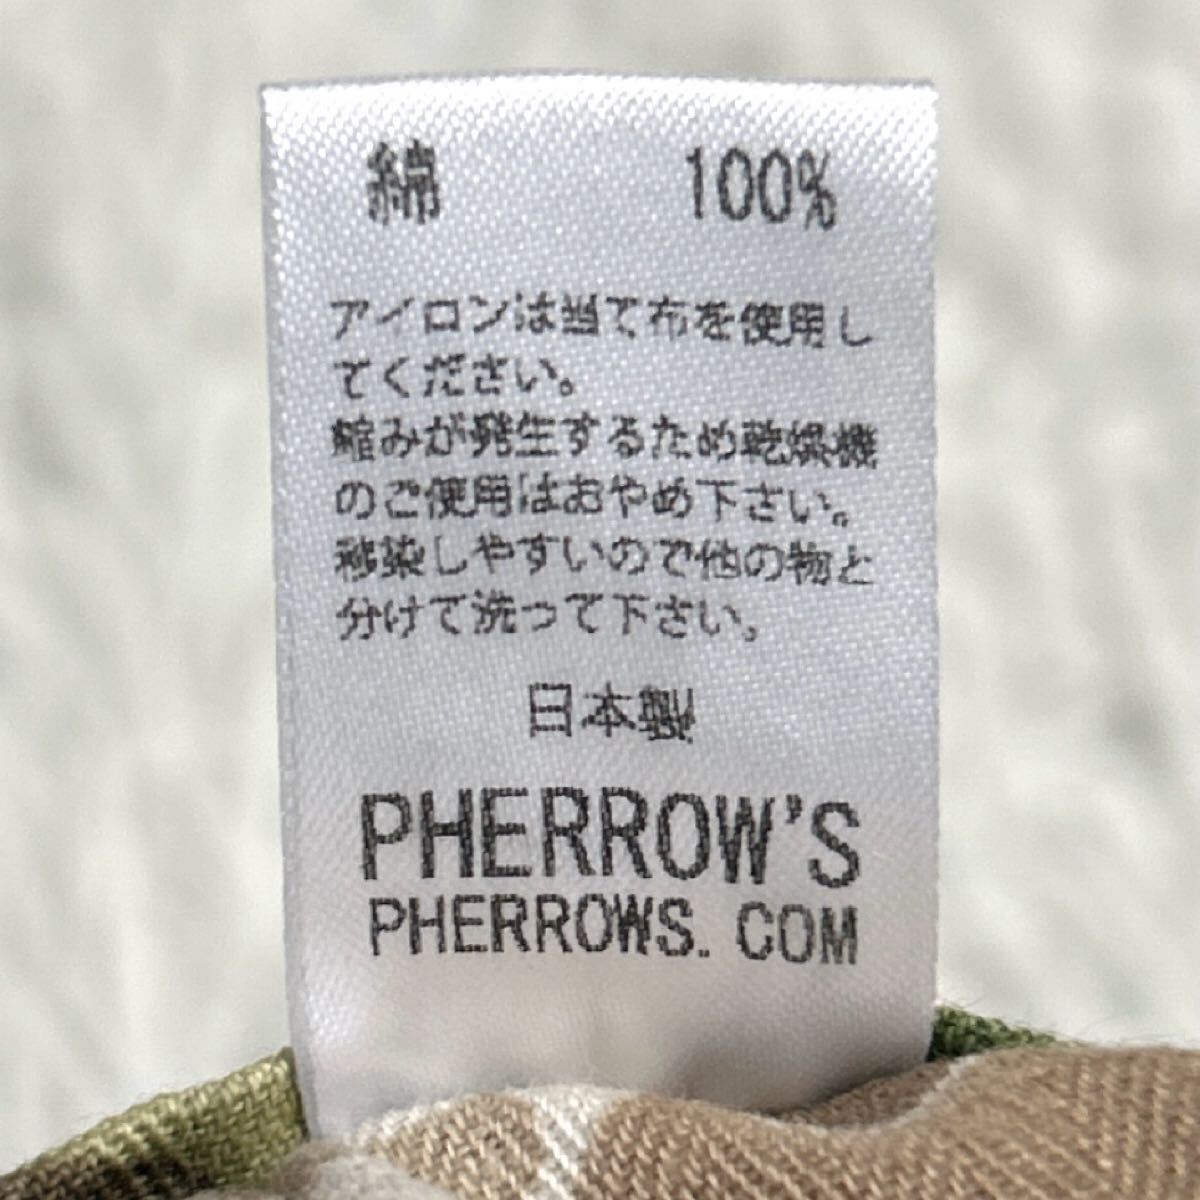 綿 100%
アイロンは当て布を使用し
てください。
縮みが発生するため乾燥機
のご使用はおやめ下さい。
移染しやすいので他の物と
分けて洗って下さい。
日本製
PHERROW'S
PHERROWS.COM